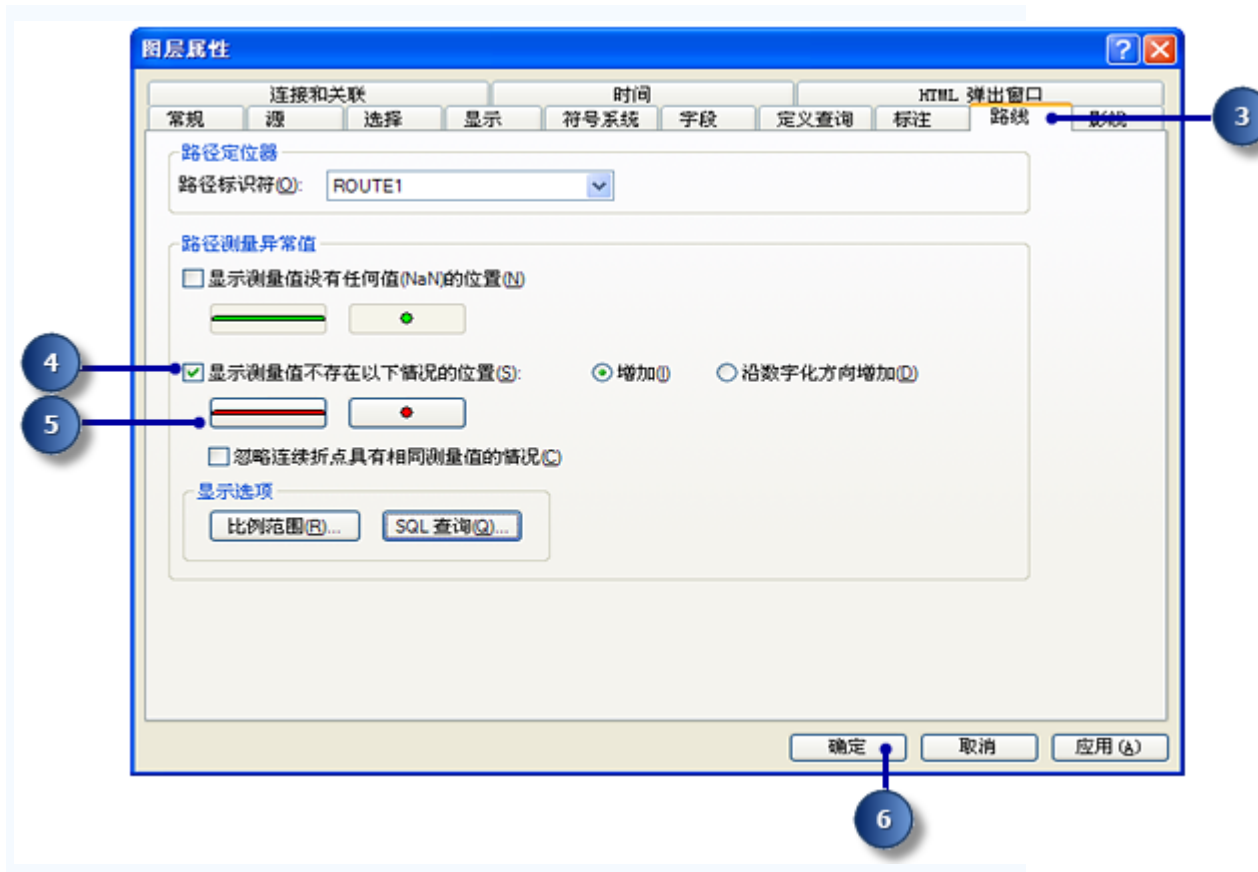 图层属性
连接和关联 时间 HTML 弹出窗口
常规 源 选择 显示 符号系统 字段 定义查询 标注 路线
3
路径定位器
路径标识符(O): ROUTE1
路径测量异常值
显示测量值没有任何值(NaN)的位置(N)
4
显示测量值不存在以下情况的位置(S): 增加(I) 沿数字化方向增加(D)
5
忽略连续折点具有相同测量值的情况(C)
显示选项
比例范围(R)... SQL 查询(Q)...
确定 取消 应用(A)
6